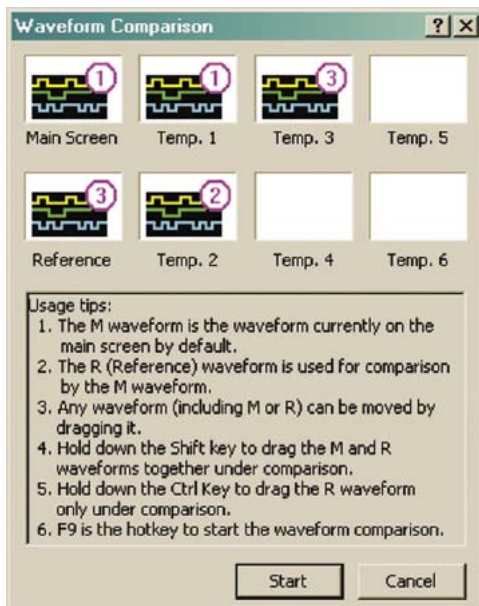 Waveform Comparison
? ×
1 1 3
Main Screen Temp. 1 Temp. 3 Temp. 5
3 2
Reference Temp. 2 Temp. 4 Temp. 6
Usage tips:
1. The M waveform is the waveform currently on the
main screen by default.
2. The R (Reference) waveform is used for comparison
by the M waveform.
3. Any waveform (including M or R) can be moved by
dragging it.
4. Hold down the Shift key to drag the M and R
waveforms together under comparison.
5. Hold down the Ctrl Key to drag the R waveform
only under comparison.
6. F9 is the hotkey to start the waveform comparison.
Start Cancel